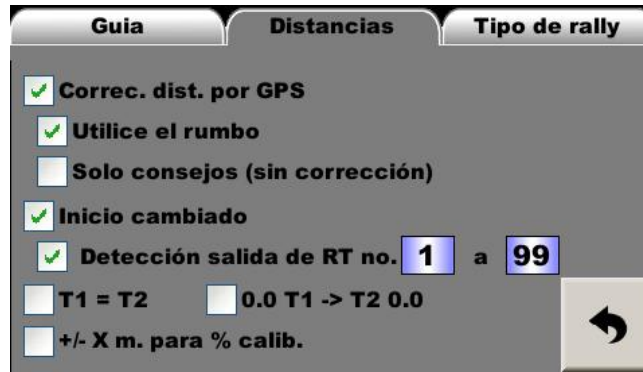 Guia Distancias Tipo de rally
Correc. dist. por GPS
Utilice el rumbo
Solo consejos (sin corrección)
Inicio cambiado
Detección salida de RT no. 1 a 99
T1 = T2 0.0 T1 -> T2 0.0
+/- X m. para % calib.